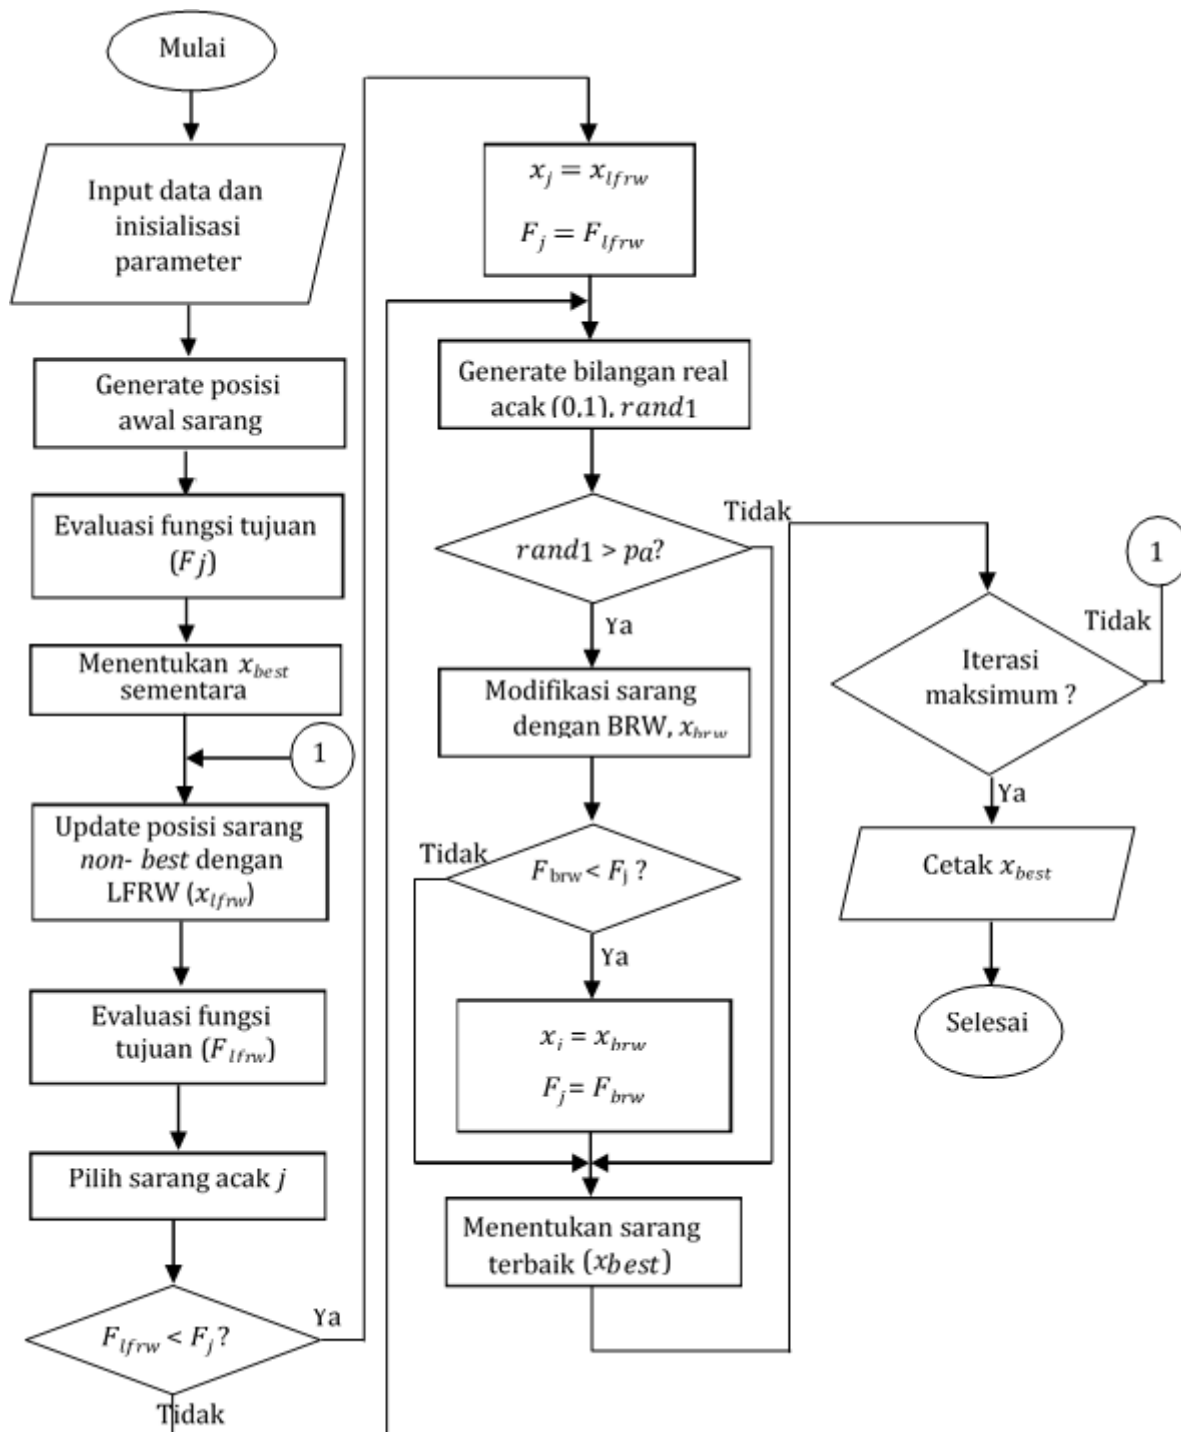 Mulai
Input data dan
inisialisasi
parameter
Generate posisi
awal sarang
Evaluasi fungsi tujuan
(Fj)
Menentukan x_best
sementara
1
Update posisi sarang
non- best dengan
LFRW (x_lfrw)
Evaluasi fungsi
tujuan (F_lfrw)
Pilih sarang acak j
F_lfrw < F_j ?
Ya
Tidak
x_j = x_lfrw
F_j = F_lfrw
Generate bilangan real
acak (0,1), rand1
rand1 > pa?
Tidak
Ya
Modifikasi sarang
dengan BRW, x_brw
F_brw < F_j ?
Tidak
Ya
x_i = x_brw
F_j = F_brw
Menentukan sarang
terbaik (xbest)
1
Tidak
Iterasi
maksimum ?
Ya
Cetak x_best
Selesai